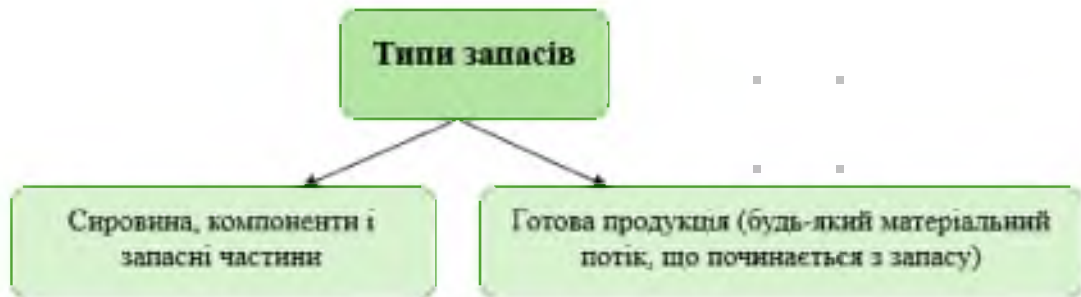 Типи запасів
Сировина, компоненти і
запасні частини
Готова продукція (будь-який матеріальний
потік, що починається з запасу)